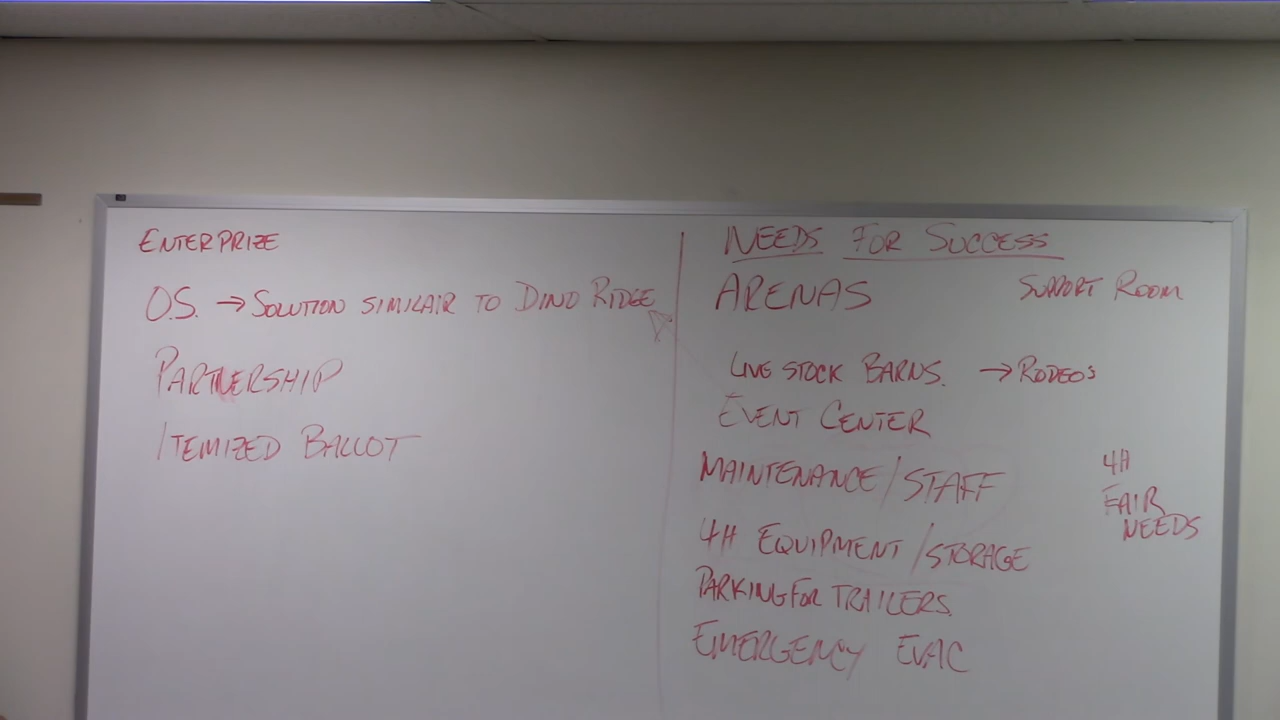 ENTERPRIZE
O.S. → SOLUTION SIMILAIR TO DINO RIDGE
PARTNERSHIP
ITEMIZED BALLOT
NEEDS FOR SUCCESS
ARENAS SUPPORT ROOM
LIVE STOCK BARNS. → RODEO'S
EVENT CENTER
MAINTENANCE/STAFF
4H EQUIPMENT/STORAGE
PARKING FOR TRAILERS.
EMERGENCY EVAC
4H
FAIR
NEEDS